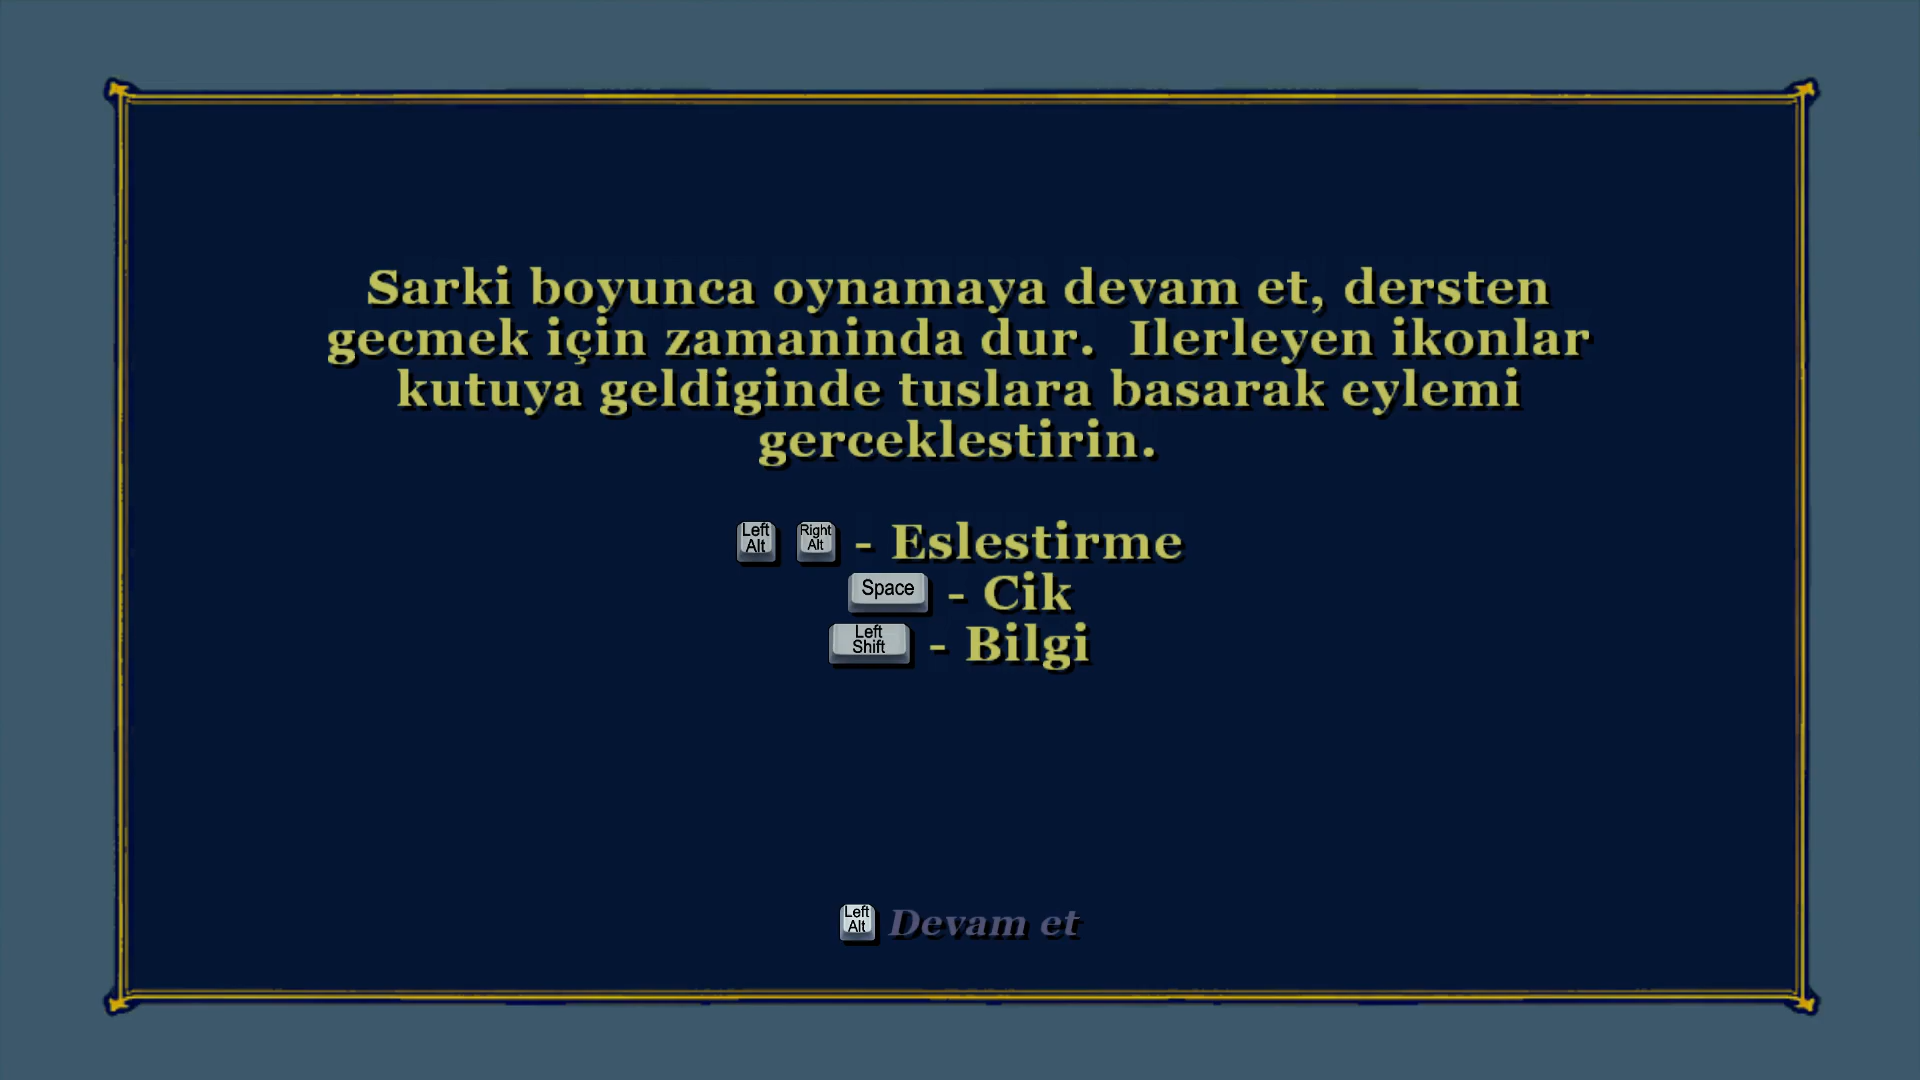 Sarki boyunca oynamaya devam et, dersten
gecmek için zamaninda dur. Ilerleyen ikonlar
kutuya geldiginde tuslara basarak eylemi
gerceklestirin.
Left Alt Right Alt - Eslestirme
Space - Cik
Left Shift - Bilgi
Left Alt Devam et